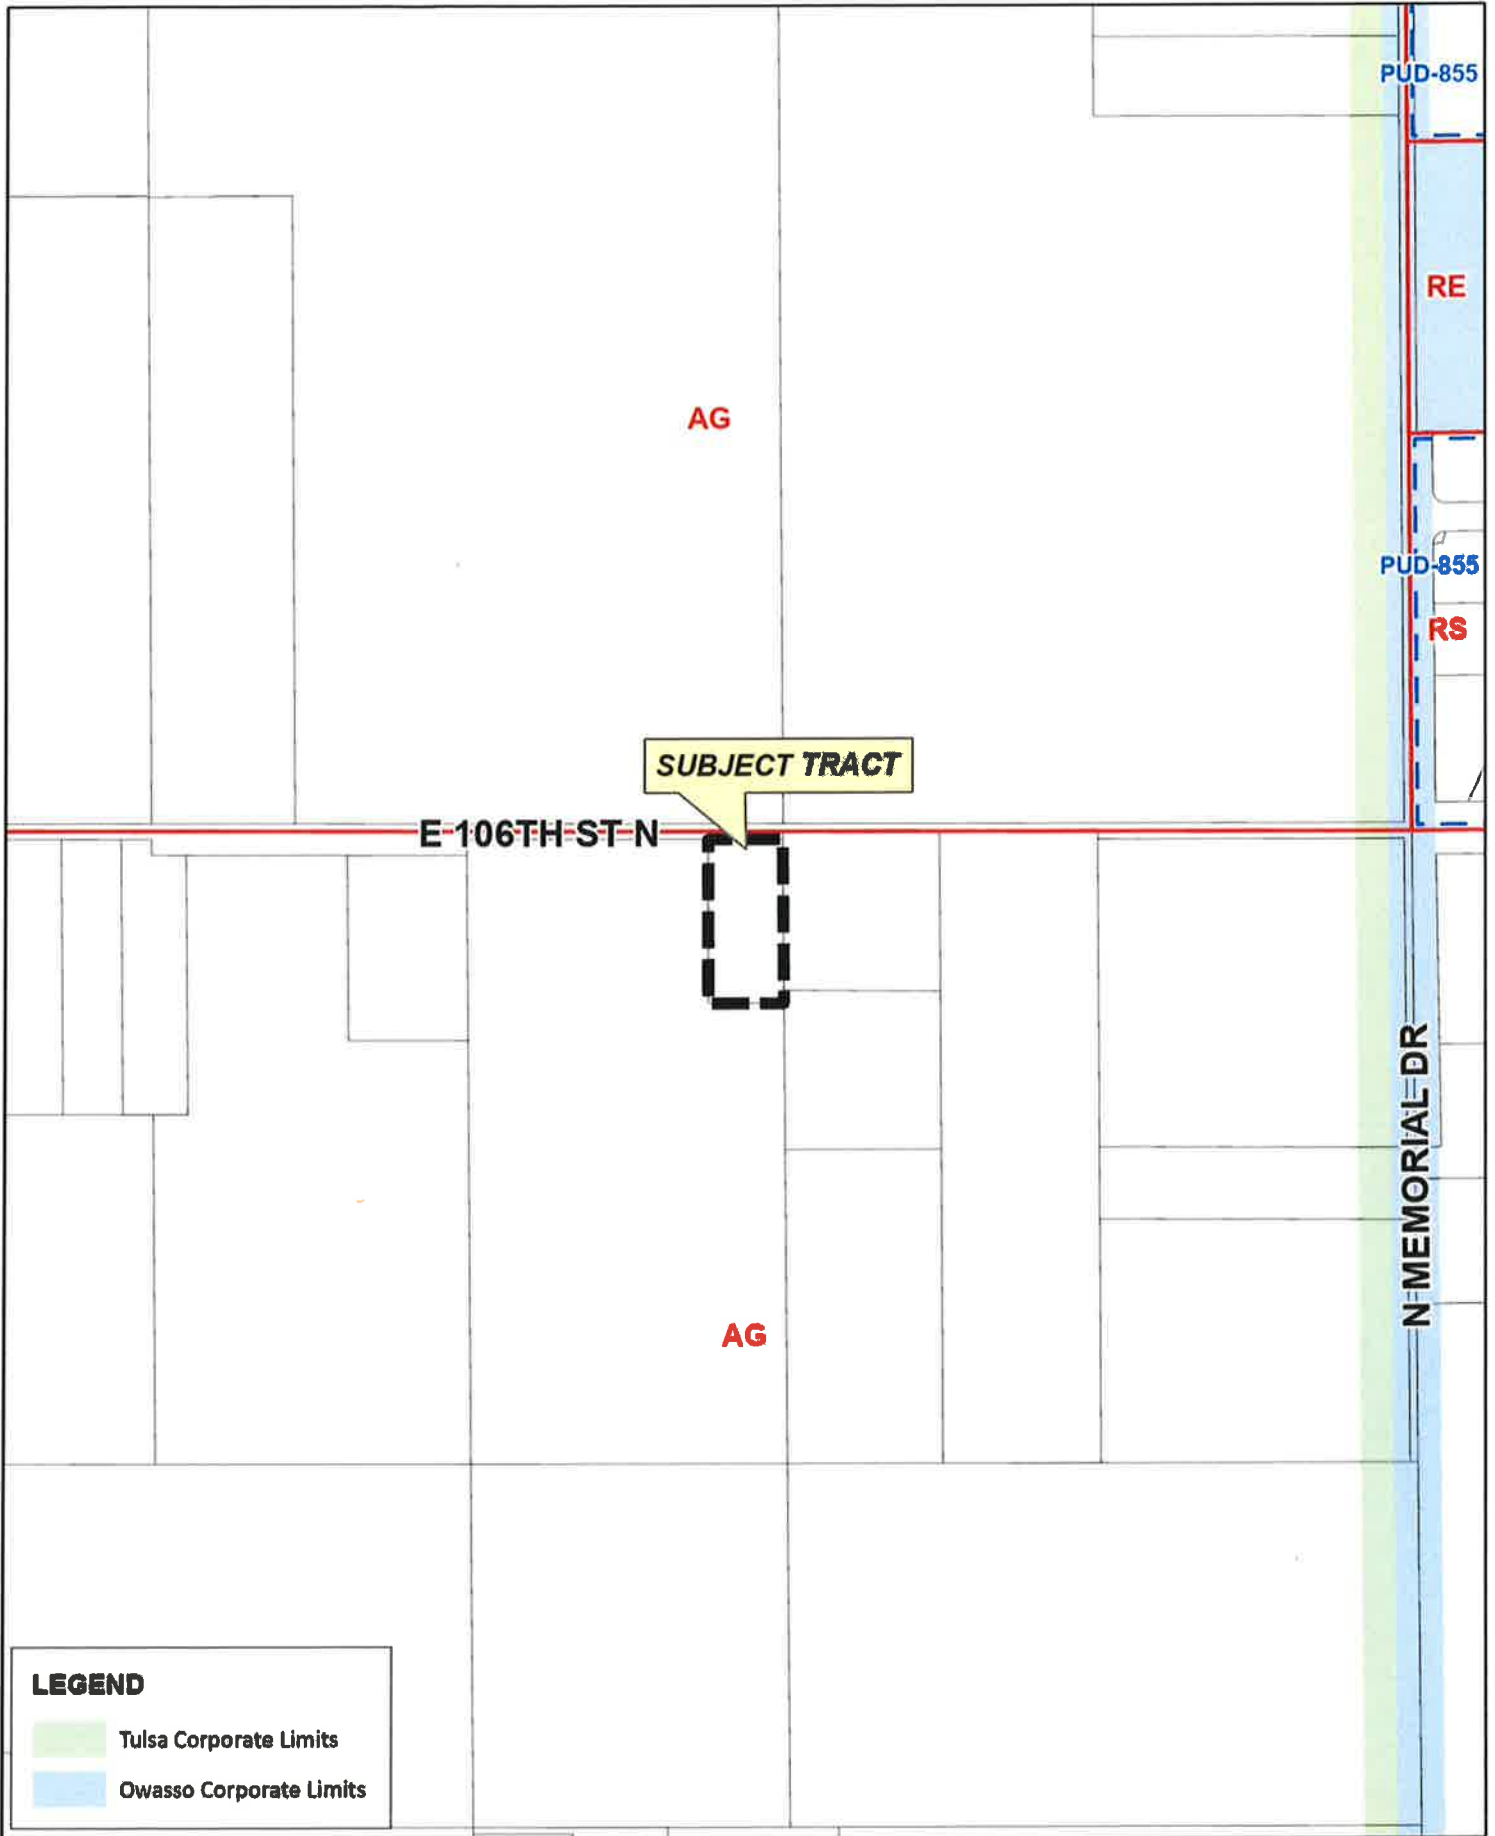 PUD-855
RE
AG
PUD-855
RS
SUBJECT TRACT
E 106TH ST N
N MEMORIAL DR
AG
LEGEND
Tulsa Corporate Limits
Owasso Corporate Limits